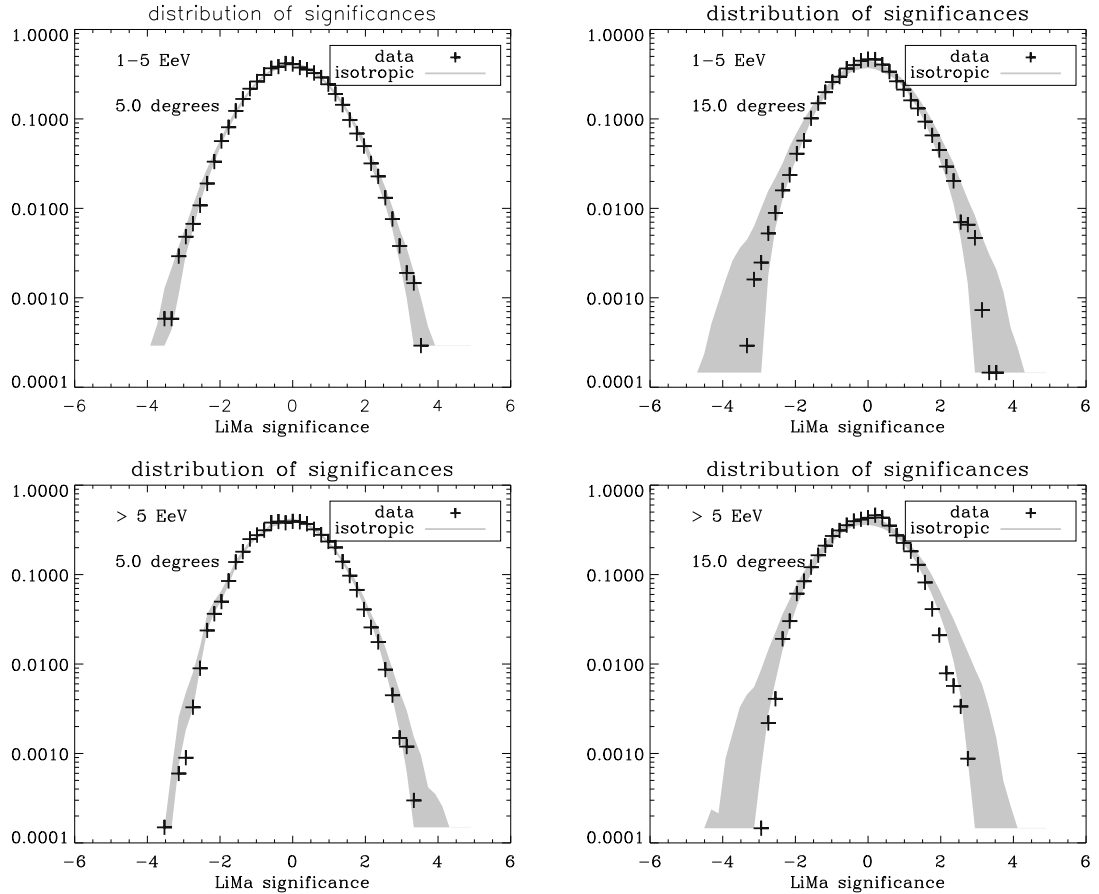 distribution of significances
1.0000
0.1000
0.0100
0.0010
0.0001
1-5 EeV
5.0 degrees
data
isotropic
-6 -4 -2 0 2 4 6
LiMa significance
distribution of significances
1.0000
0.1000
0.0100
0.0010
0.0001
1-5 EeV
15.0 degrees
data
isotropic
-6 -4 -2 0 2 4 6
LiMa significance
distribution of significances
1.0000
0.1000
0.0100
0.0010
0.0001
> 5 EeV
5.0 degrees
data
isotropic
-6 -4 -2 0 2 4 6
LiMa significance
distribution of significances
1.0000
0.1000
0.0100
0.0010
0.0001
> 5 EeV
15.0 degrees
data
isotropic
-6 -4 -2 0 2 4 6
LiMa significance